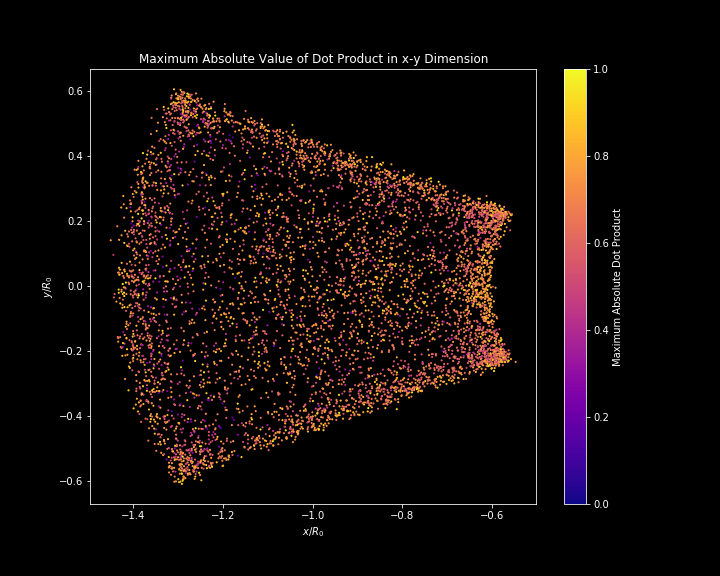 Maximum Absolute Value of Dot Product in x-y Dimension
1.0
0.6
0.4
0.8
0.2
0.6
y/R₀
0.0
Maximum Absolute Dot Product
0.4
−0.2
−0.4
0.2
−0.6
0.0
−1.4 −1.2 −1.0 −0.8 −0.6
x/R₀